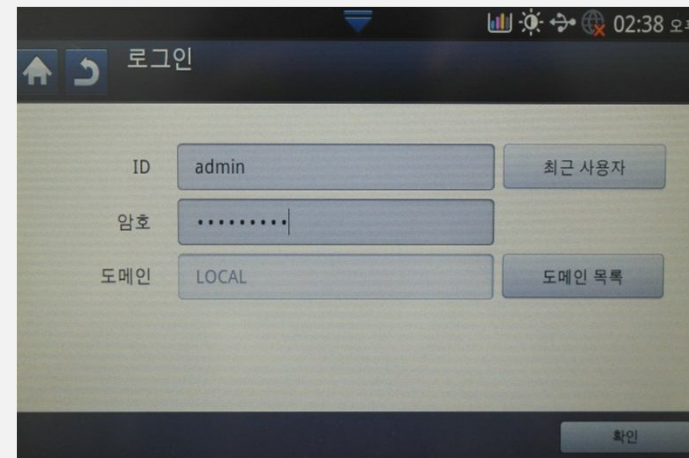 02:38 오후
로그인
ID admin 최근 사용자
암호 •••••••••
도메인 LOCAL 도메인 목록
확인